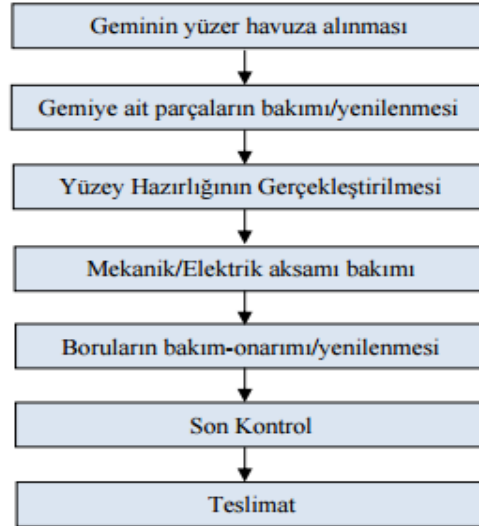 Geminin yüzer havuza alınması
Gemiye ait parçaların bakımı/yenilenmesi
Yüzey Hazırlığının Gerçekleştirilmesi
Mekanik/Elektrik aksamı bakımı
Boruların bakım-onarımı/yenilenmesi
Son Kontrol
Teslimat